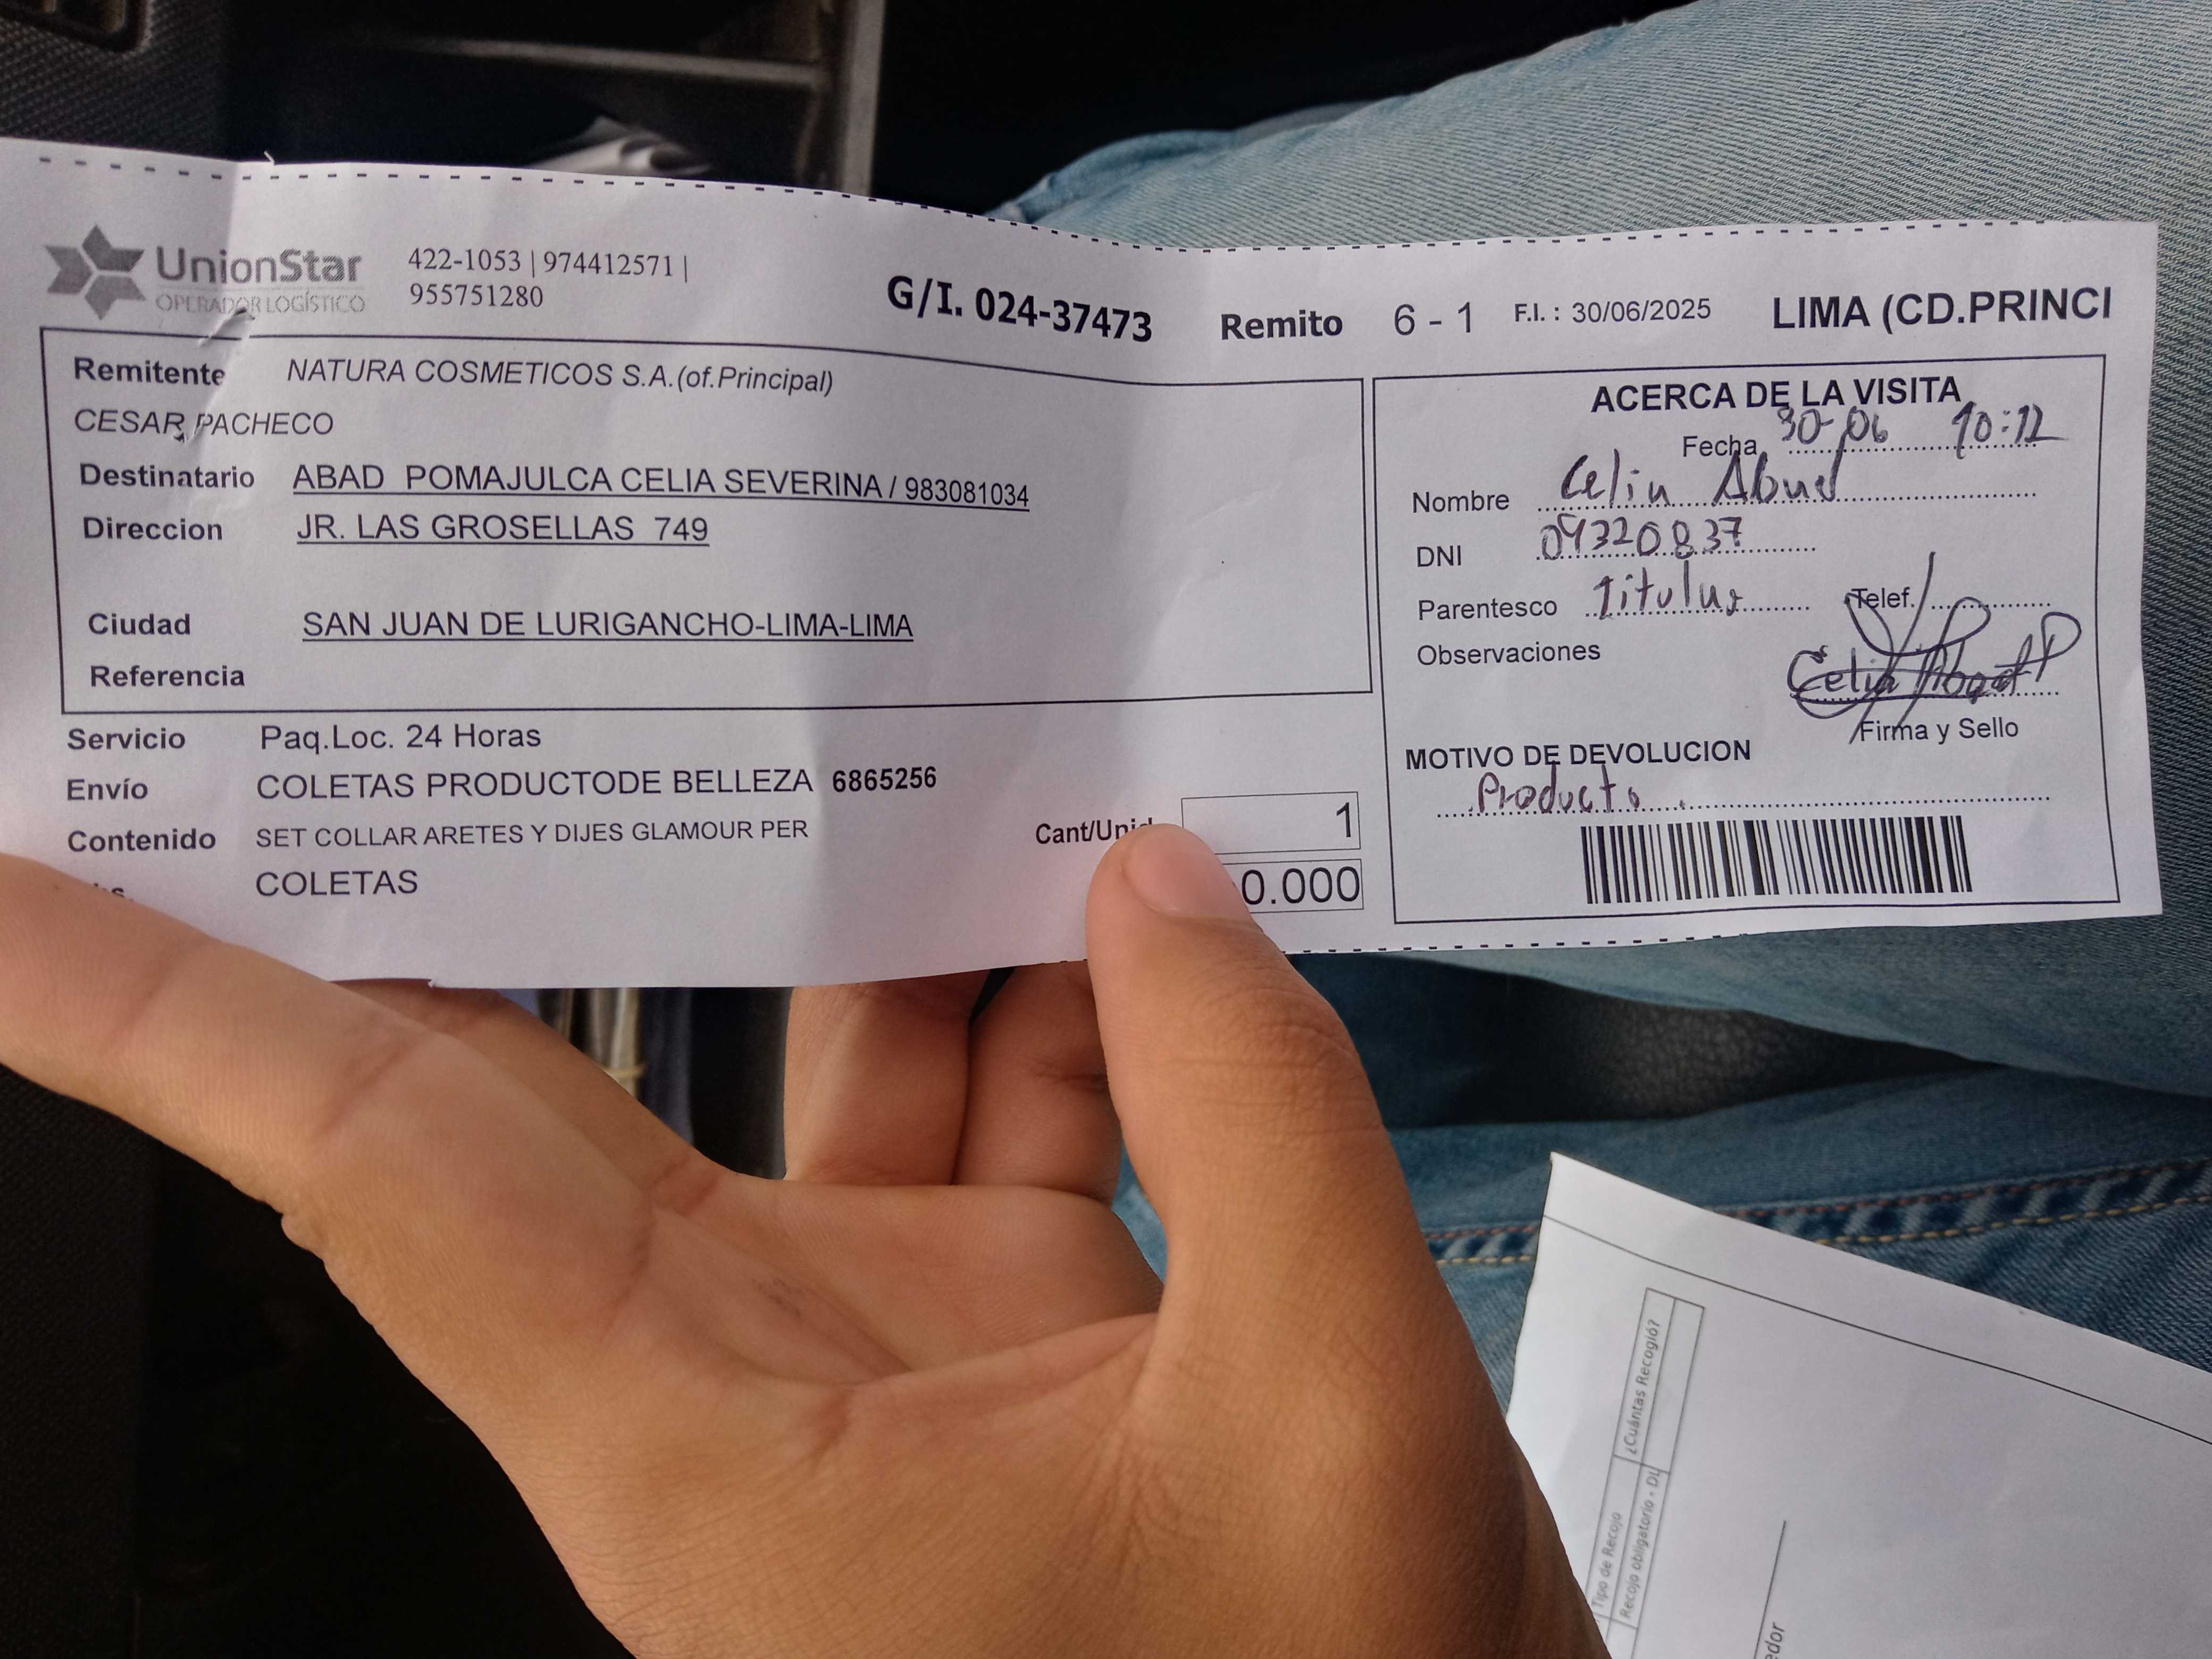 UnionStar
OPERADOR LOGÍSTICO
422-1053 | 974412571 |
955751280
G/I. 024-37473
Remito 6 - 1
F.I. : 30/06/2025
LIMA (CD.PRINCI
Remitente NATURA COSMETICOS S.A.(of.Principal)
CESAR PACHECO
Destinatario ABAD POMAJULCA CELIA SEVERINA / 983081034
Direccion JR. LAS GROSELLAS 749
Ciudad SAN JUAN DE LURIGANCHO-LIMA-LIMA
Referencia
Servicio Paq.Loc. 24 Horas
Envío COLETAS PRODUCTODE BELLEZA 6865256
Contenido SET COLLAR ARETES Y DIJES GLAMOUR PER
COLETAS
Cant/Unid 1
0.000
ACERCA DE LA VISITA
Fecha 30-06 10:12
Nombre Celia Abad
DNI 09320837
Parentesco Titular
Telef.
Observaciones
Celia Abad P
Firma y Sello
MOTIVO DE DEVOLUCION
Producto
¿Cuántas Recogió?
Tipo de Recojo
Recojo obligatorio - DL
edor